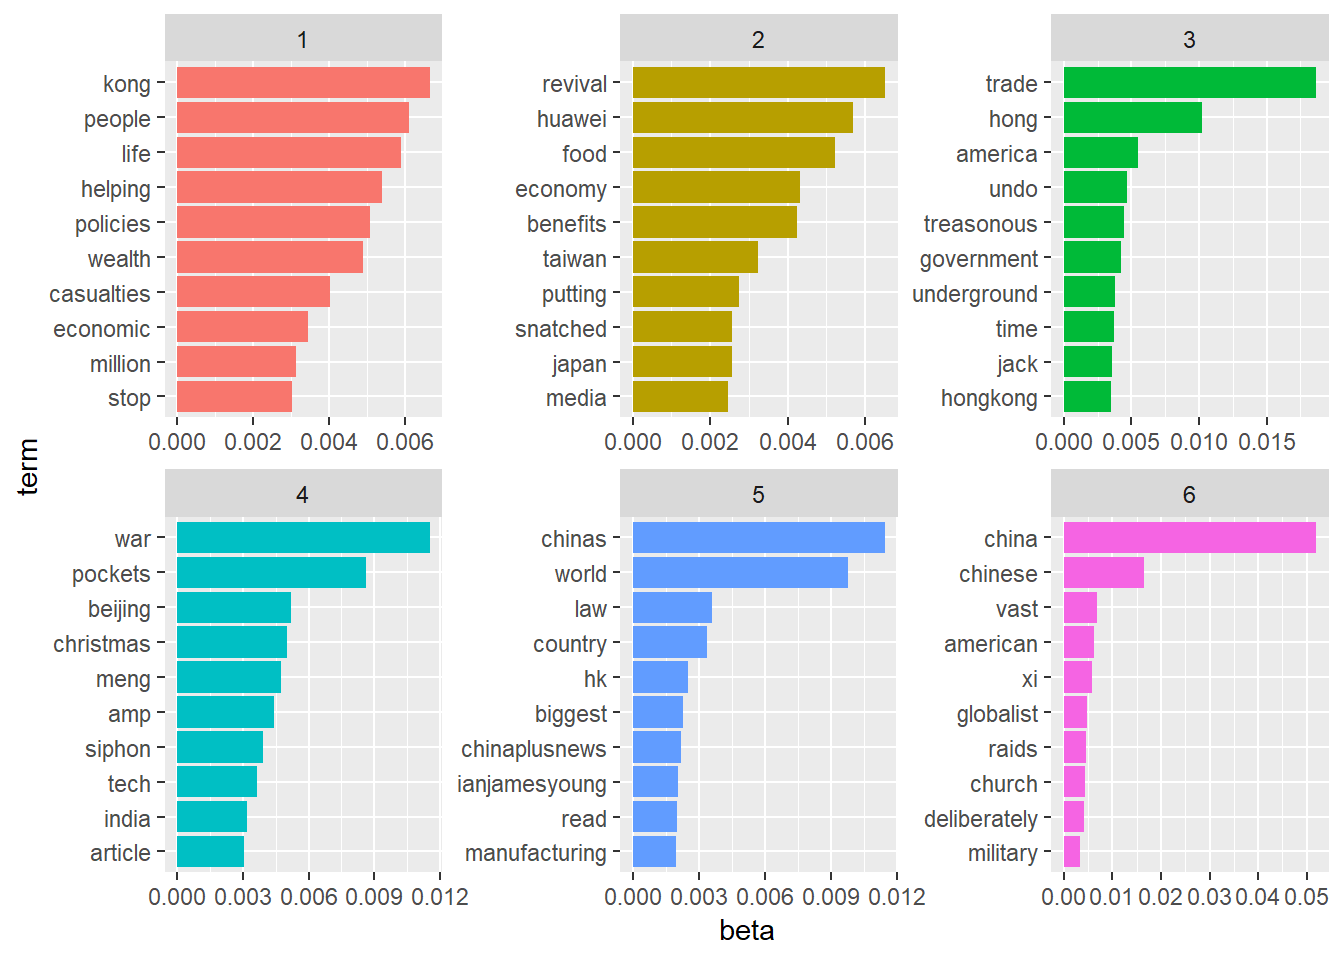 1
kong
people
life
helping
policies
wealth
casualties
economic
million
stop
0.000 0.002 0.004 0.006
2
revival
huawei
food
economy
benefits
taiwan
putting
snatched
japan
media
0.000 0.002 0.004 0.006
3
trade
hong
america
undo
treasonous
government
underground
time
jack
hongkong
0.000 0.005 0.010 0.015
term
4
war
pockets
beijing
christmas
meng
amp
siphon
tech
india
article
0.000 0.003 0.006 0.009 0.012
5
chinas
world
law
country
hk
biggest
chinaplusnews
ianjamesyoung
read
manufacturing
0.000 0.003 0.006 0.009 0.012
6
china
chinese
vast
american
xi
globalist
raids
church
deliberately
military
0.00 0.01 0.02 0.03 0.04 0.05
beta